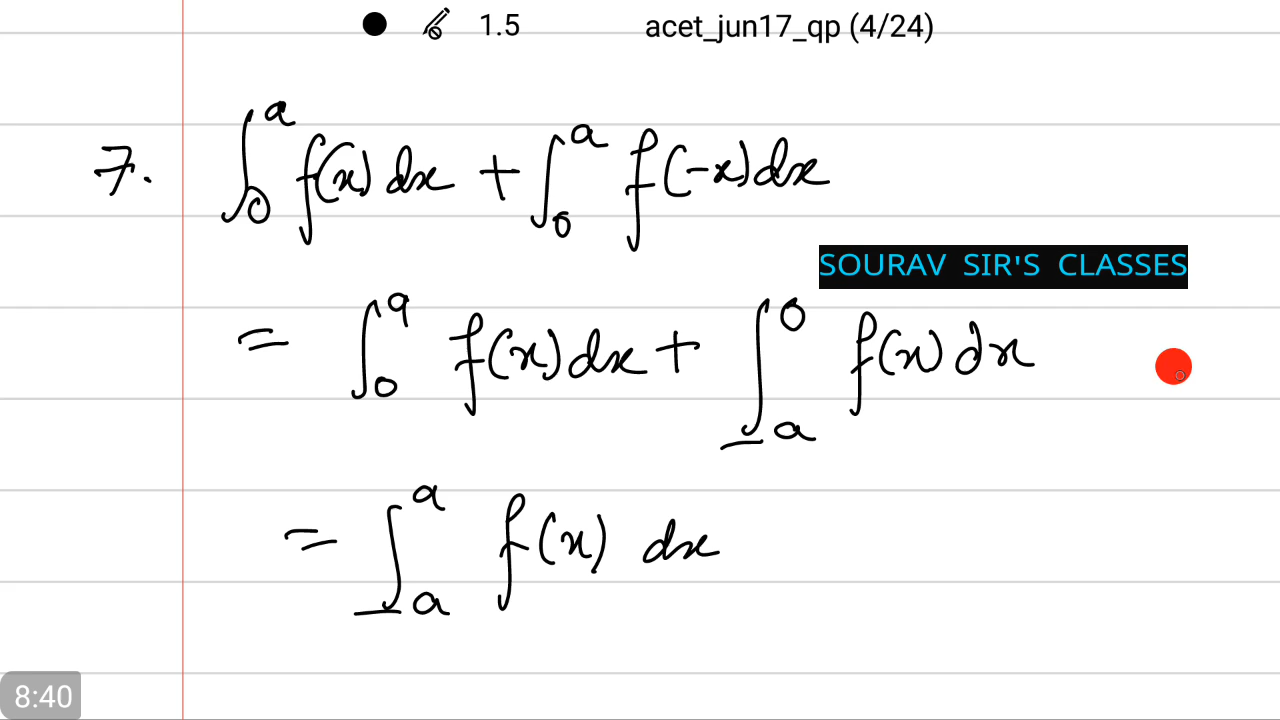 1.5 acet_jun17_qp (4/24)
7. ∫₀ᵃ f(x) dx + ∫₀ᵃ f(-x) dx
SOURAV SIR'S CLASSES
= ∫₀ᵃ f(x) dx + ∫₋ₐ⁰ f(x) dx
= ∫₋ₐᵃ f(x) dx
8:40